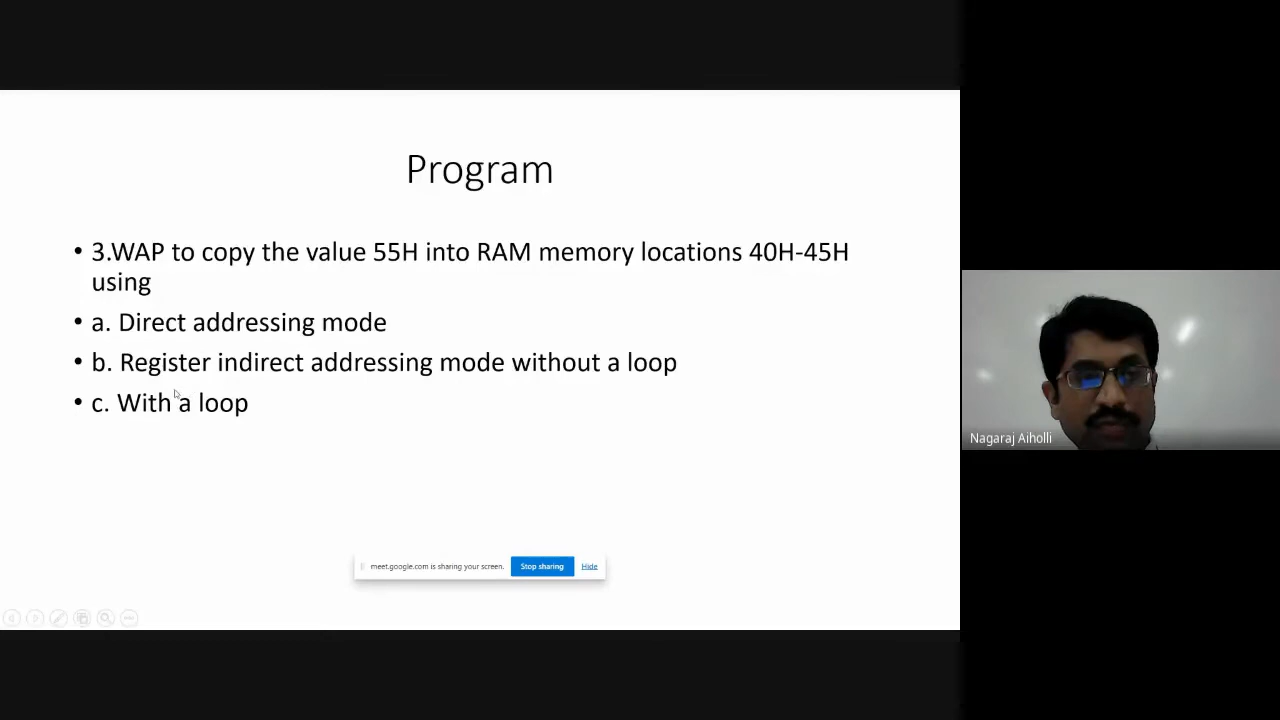 Program
• 3.WAP to copy the value 55H into RAM memory locations 40H-45H
using
• a. Direct addressing mode
• b. Register indirect addressing mode without a loop
• c. With a loop
Nagaraj Aiholli
meet.google.com is sharing your screen. Stop sharing Hide